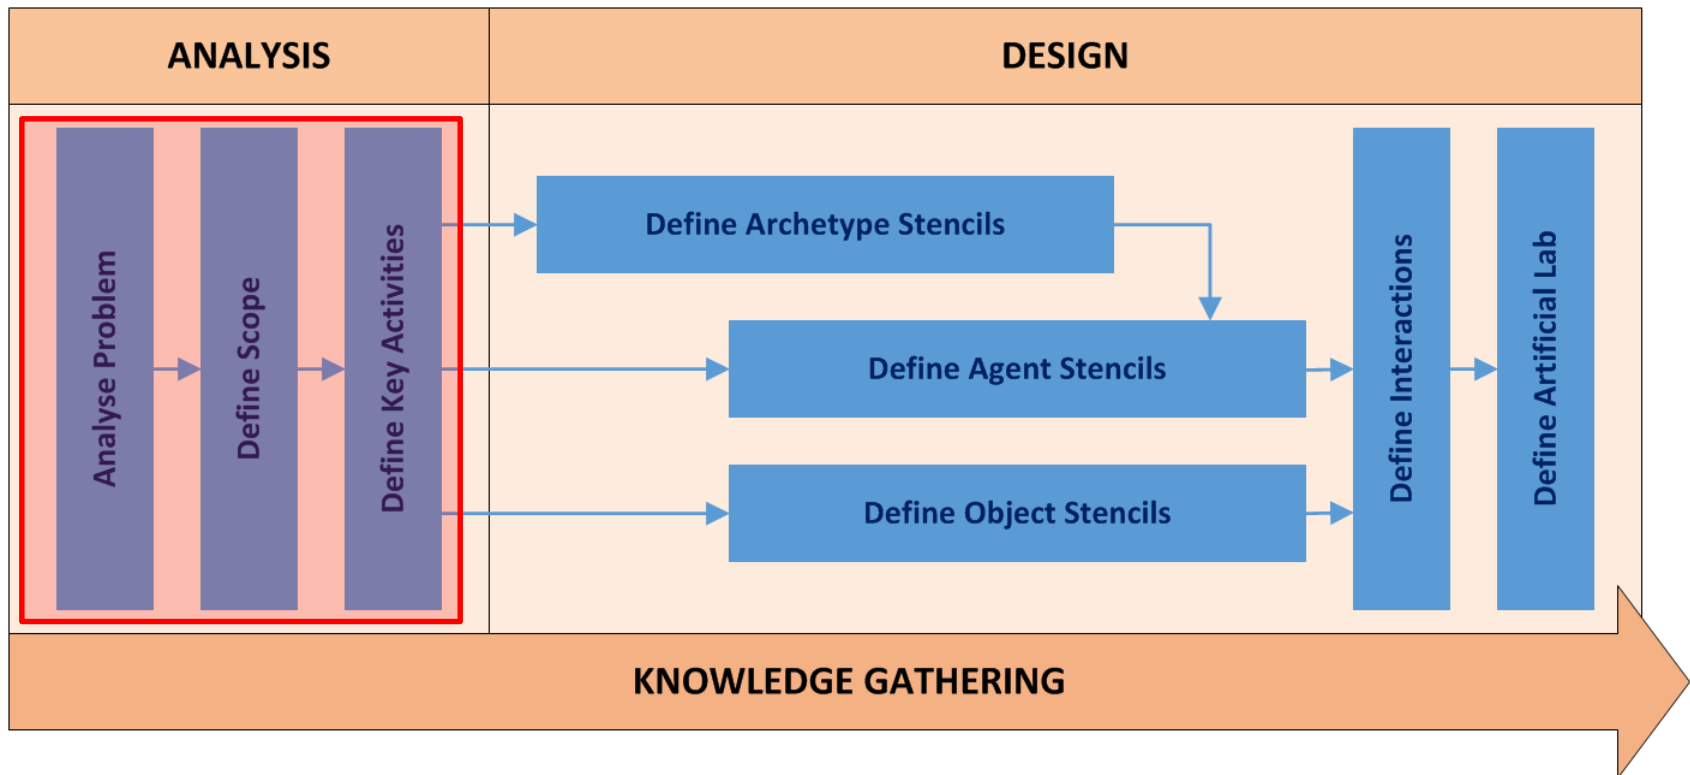 ANALYSIS
DESIGN
Analyse Problem
Define Scope
Define Key Activities
Define Archetype Stencils
Define Agent Stencils
Define Object Stencils
Define Interactions
Define Artificial Lab
KNOWLEDGE GATHERING